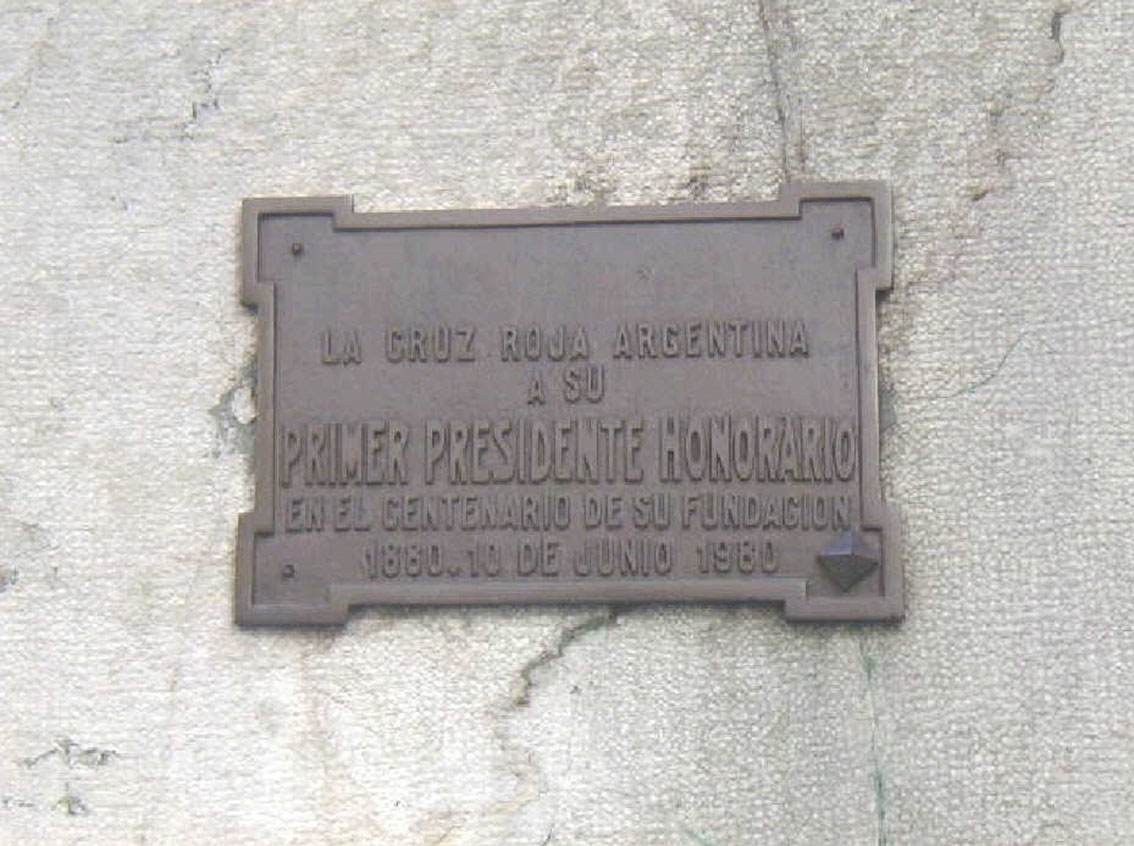 LA CRUZ ROJA ARGENTINA
A SU
PRIMER PRESIDENTE HONORARIO
EN EL CENTENARIO DE SU FUNDACION
1880.-10 DE JUNIO 1980